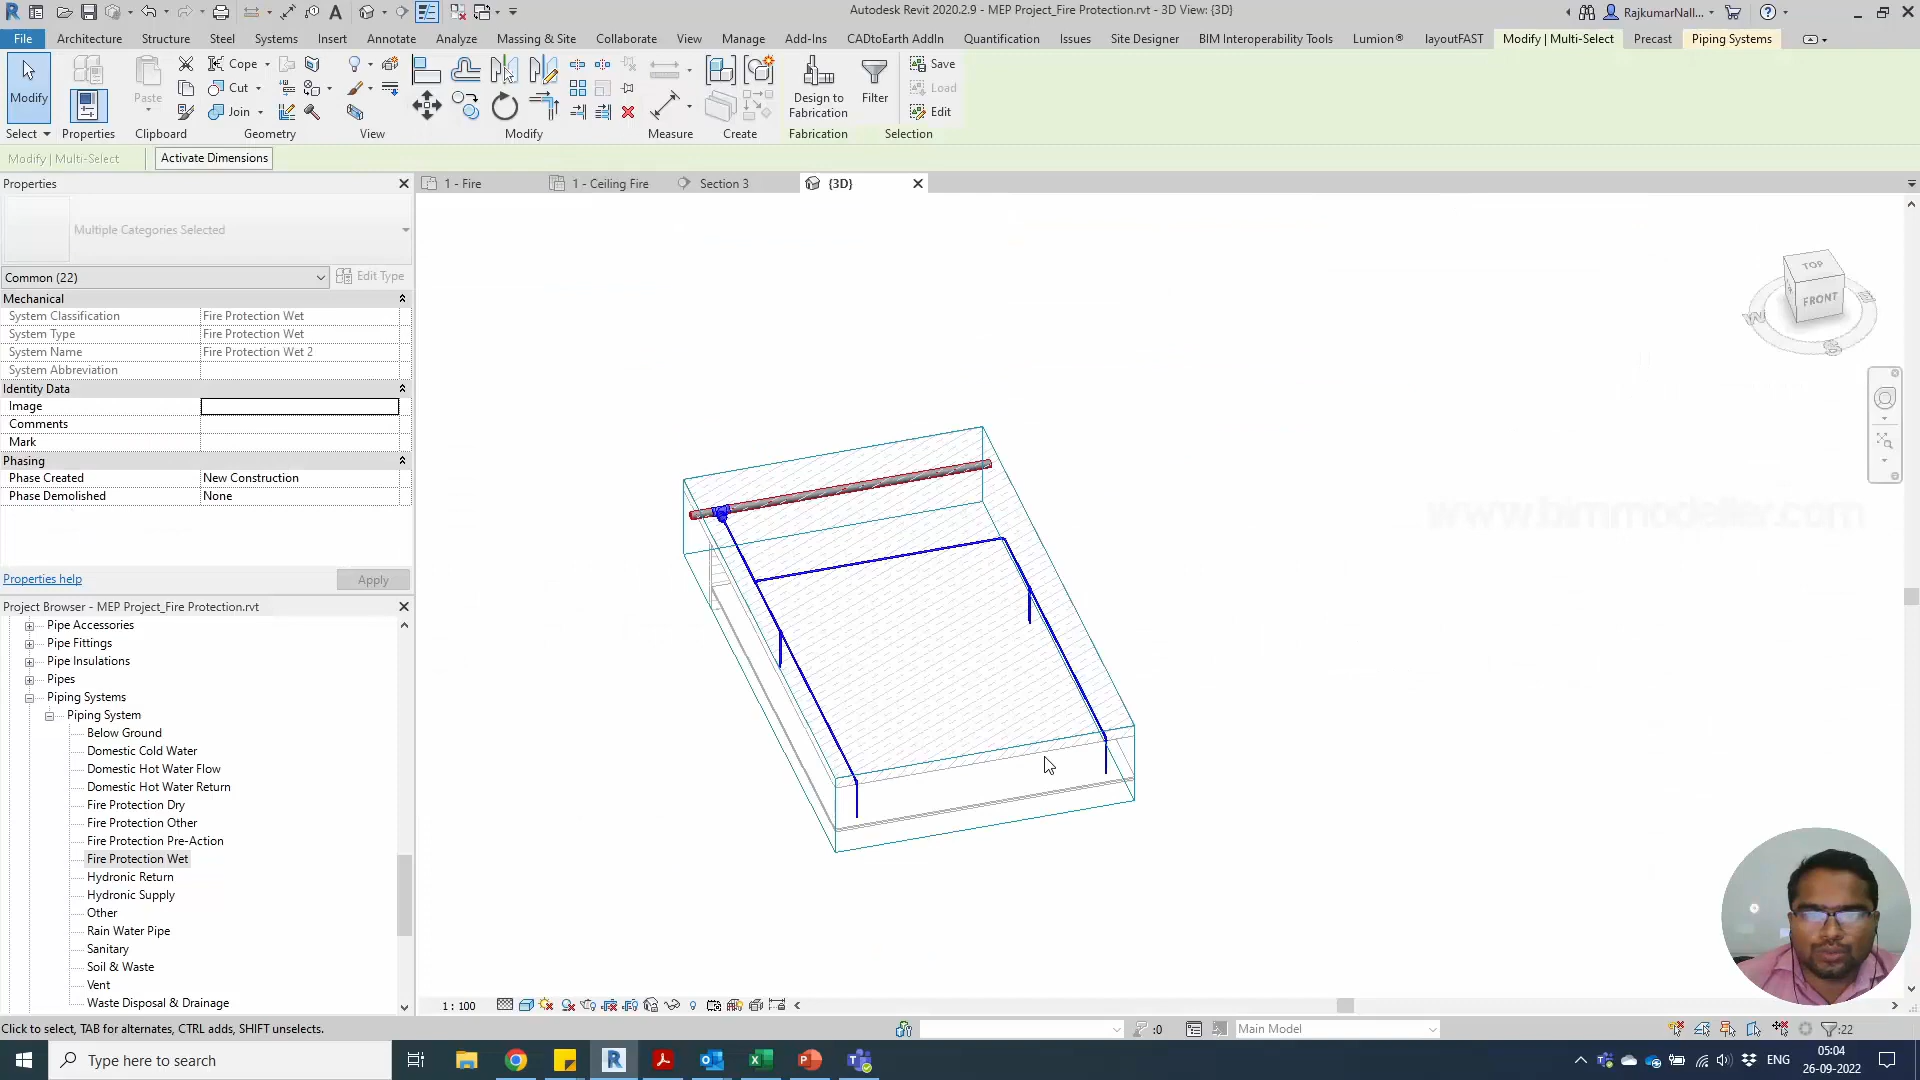 Autodesk Revit 2020.2.9 - MEP Project_Fire Protection.rvt - 3D View: {3D}
RajkumarNall...
File Architecture Structure Steel Systems Insert Annotate Analyze Massing & Site Collaborate View Manage Add-Ins CADtoEarth AddIn Quantification Issues Site Designer BIM Interoperability Tools Lumion® layoutFAST Modify | Multi-Select Precast Piping Systems
Modify
Paste
Cope
Cut
Join
Design to Fabrication
Filter
Save
Load
Edit
Select Properties Clipboard Geometry View Modify Measure Create Fabrication Selection
Modify | Multi-Select Activate Dimensions
Properties
1 - Fire 1 - Ceiling Fire Section 3 {3D}
Multiple Categories Selected
Common (22) Edit Type
Mechanical
System Classification Fire Protection Wet
System Type Fire Protection Wet
System Name Fire Protection Wet 2
System Abbreviation
Identity Data
Image
Comments
Mark
Phasing
Phase Created New Construction
Phase Demolished None
Properties help Apply
TOP
FRONT
W
S
www.bimmodeller.com
Project Browser - MEP Project_Fire Protection.rvt
Pipe Accessories
Pipe Fittings
Pipe Insulations
Pipes
Piping Systems
Piping System
Below Ground
Domestic Cold Water
Domestic Hot Water Flow
Domestic Hot Water Return
Fire Protection Dry
Fire Protection Other
Fire Protection Pre-Action
Fire Protection Wet
Hydronic Return
Hydronic Supply
Other
Rain Water Pipe
Sanitary
Soil & Waste
Vent
Waste Disposal & Drainage
1 : 100
Click to select, TAB for alternates, CTRL adds, SHIFT unselects.
:0
Main Model
:22
Type here to search
ENG
05:04
26-09-2022